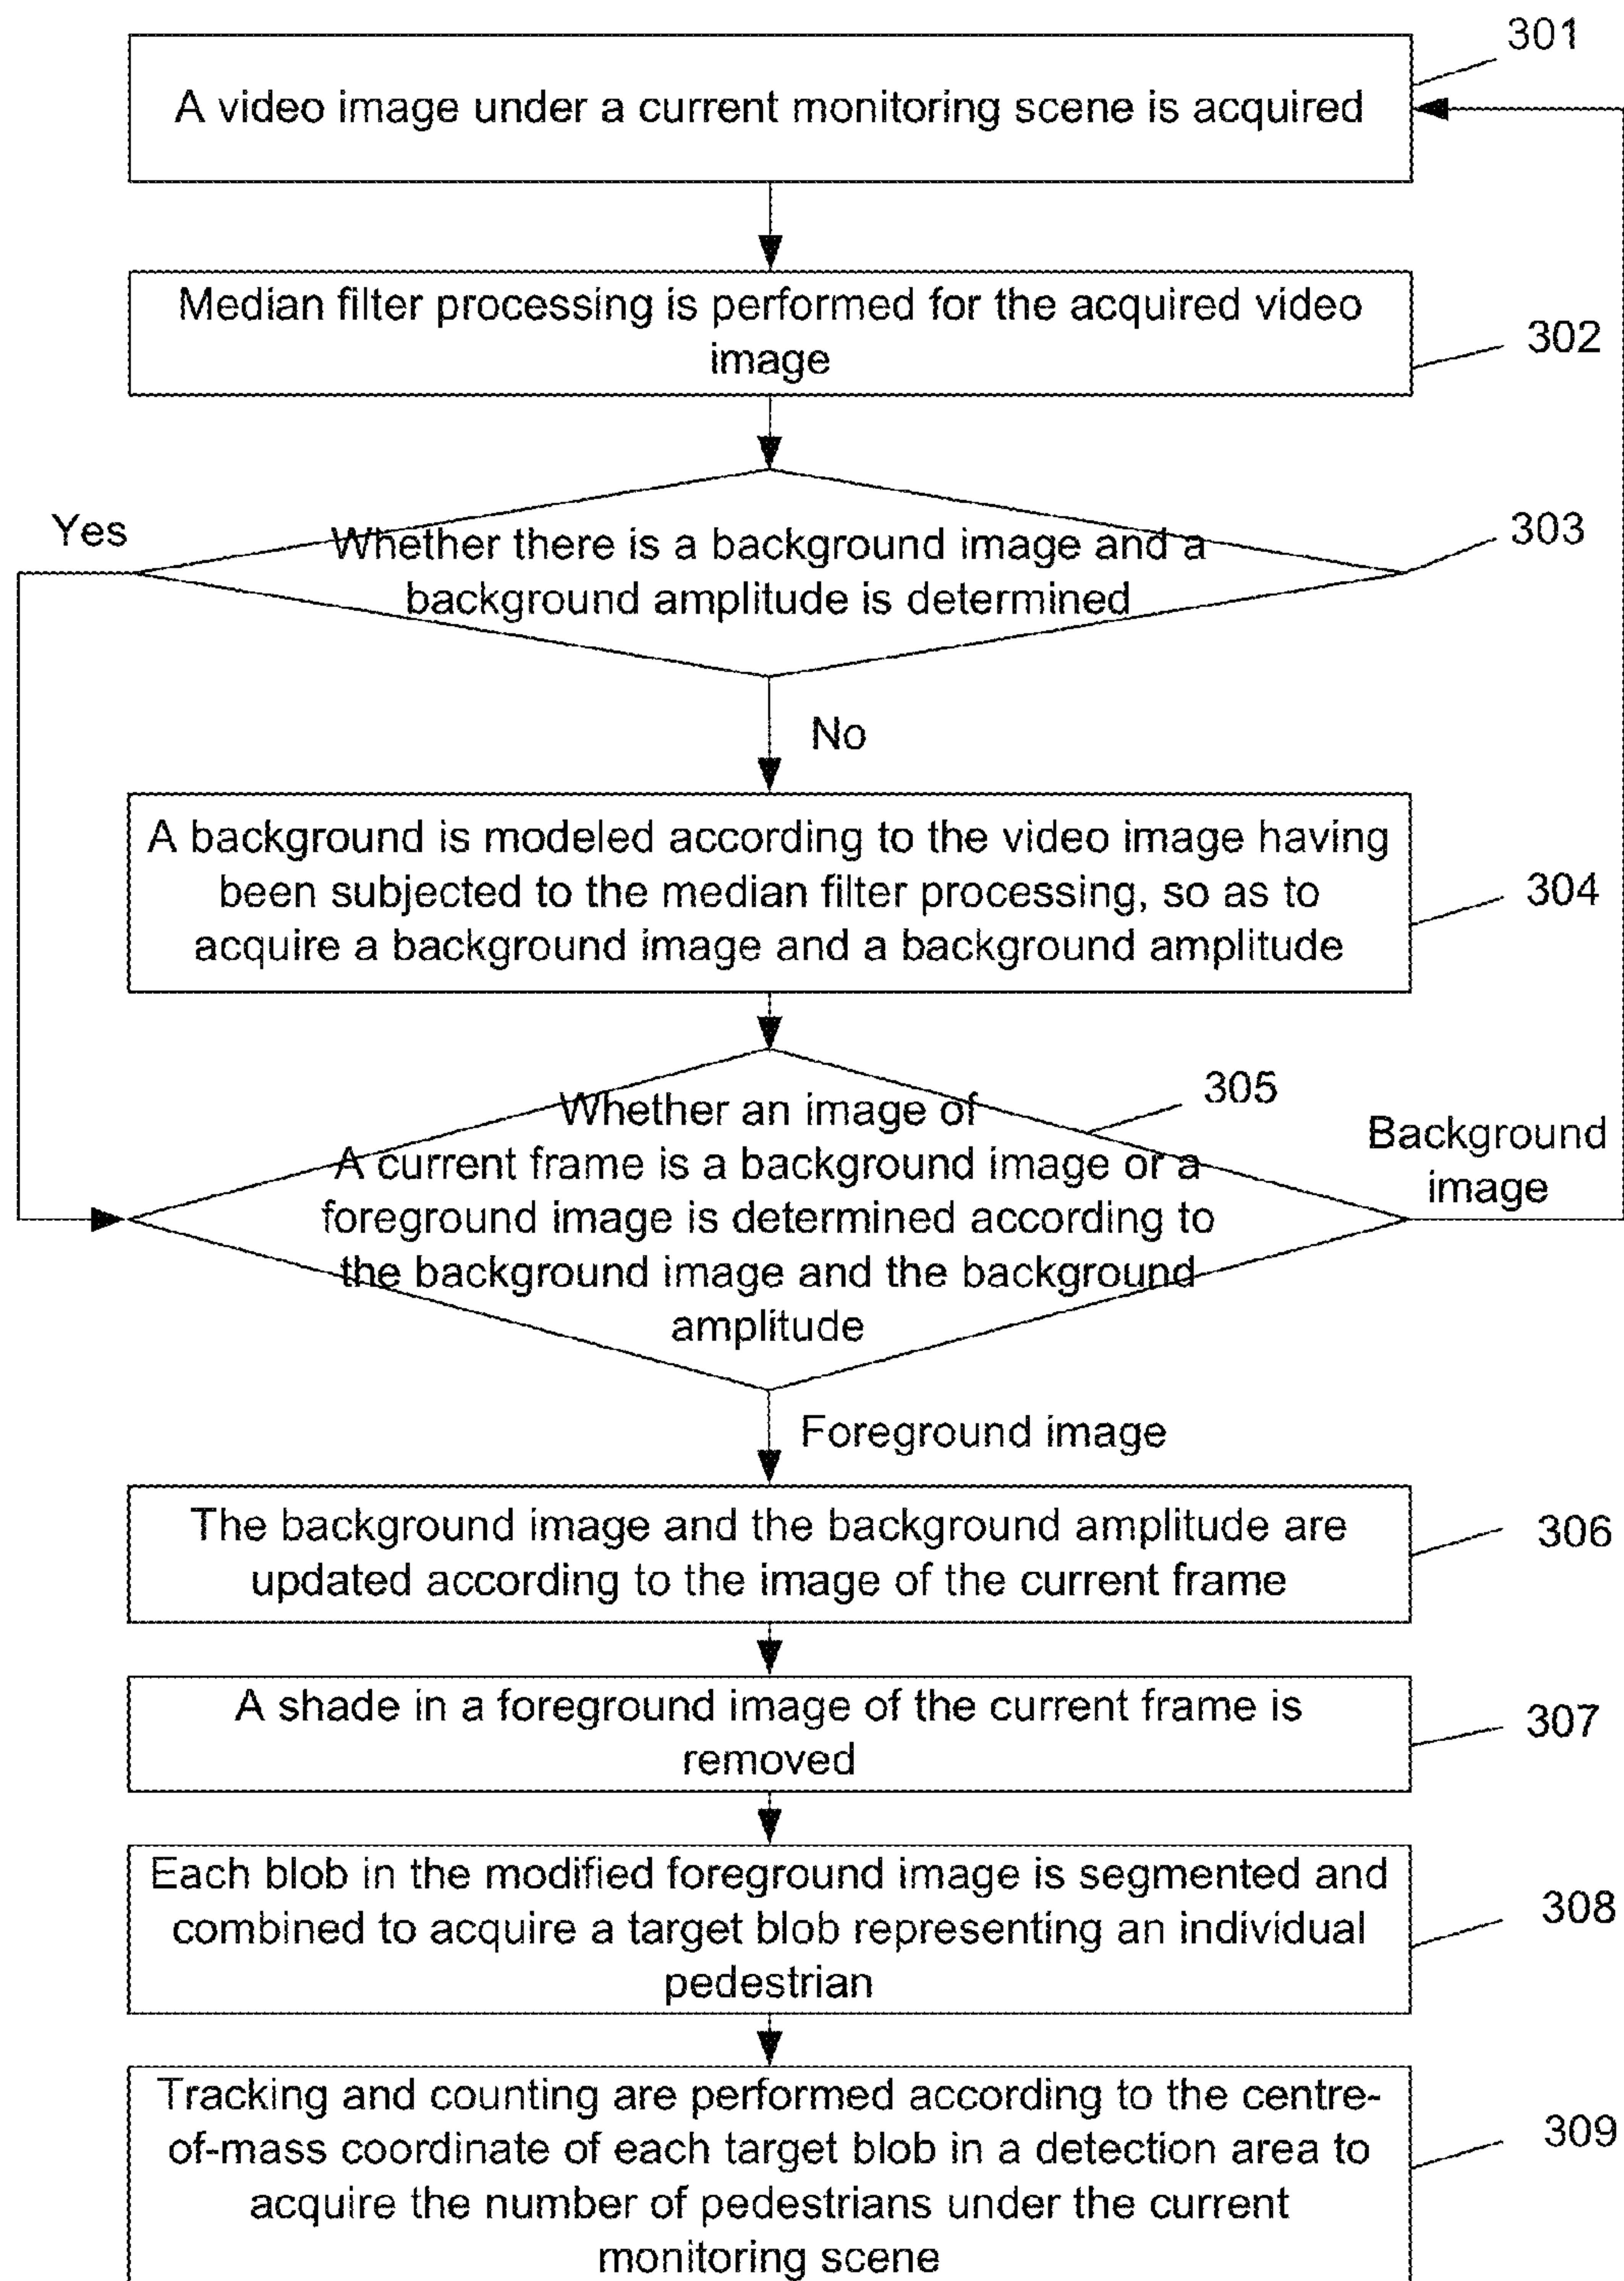 301
A video image under a current monitoring scene is acquired
Median filter processing is performed for the acquired video
image
302
Yes
Whether there is a background image and a
background amplitude is determined
303
No
A background is modeled according to the video image having
been subjected to the median filter processing, so as to
acquire a background image and a background amplitude
304
Whether an image of
A current frame is a background image or a
foreground image is determined according to
the background image and the background
amplitude
305
Background
image
Foreground image
The background image and the background amplitude are
updated according to the image of the current frame
306
A shade in a foreground image of the current frame is
removed
307
Each blob in the modified foreground image is segmented and
combined to acquire a target blob representing an individual
pedestrian
308
Tracking and counting are performed according to the centre-
of-mass coordinate of each target blob in a detection area to
acquire the number of pedestrians under the current
monitoring scene
309